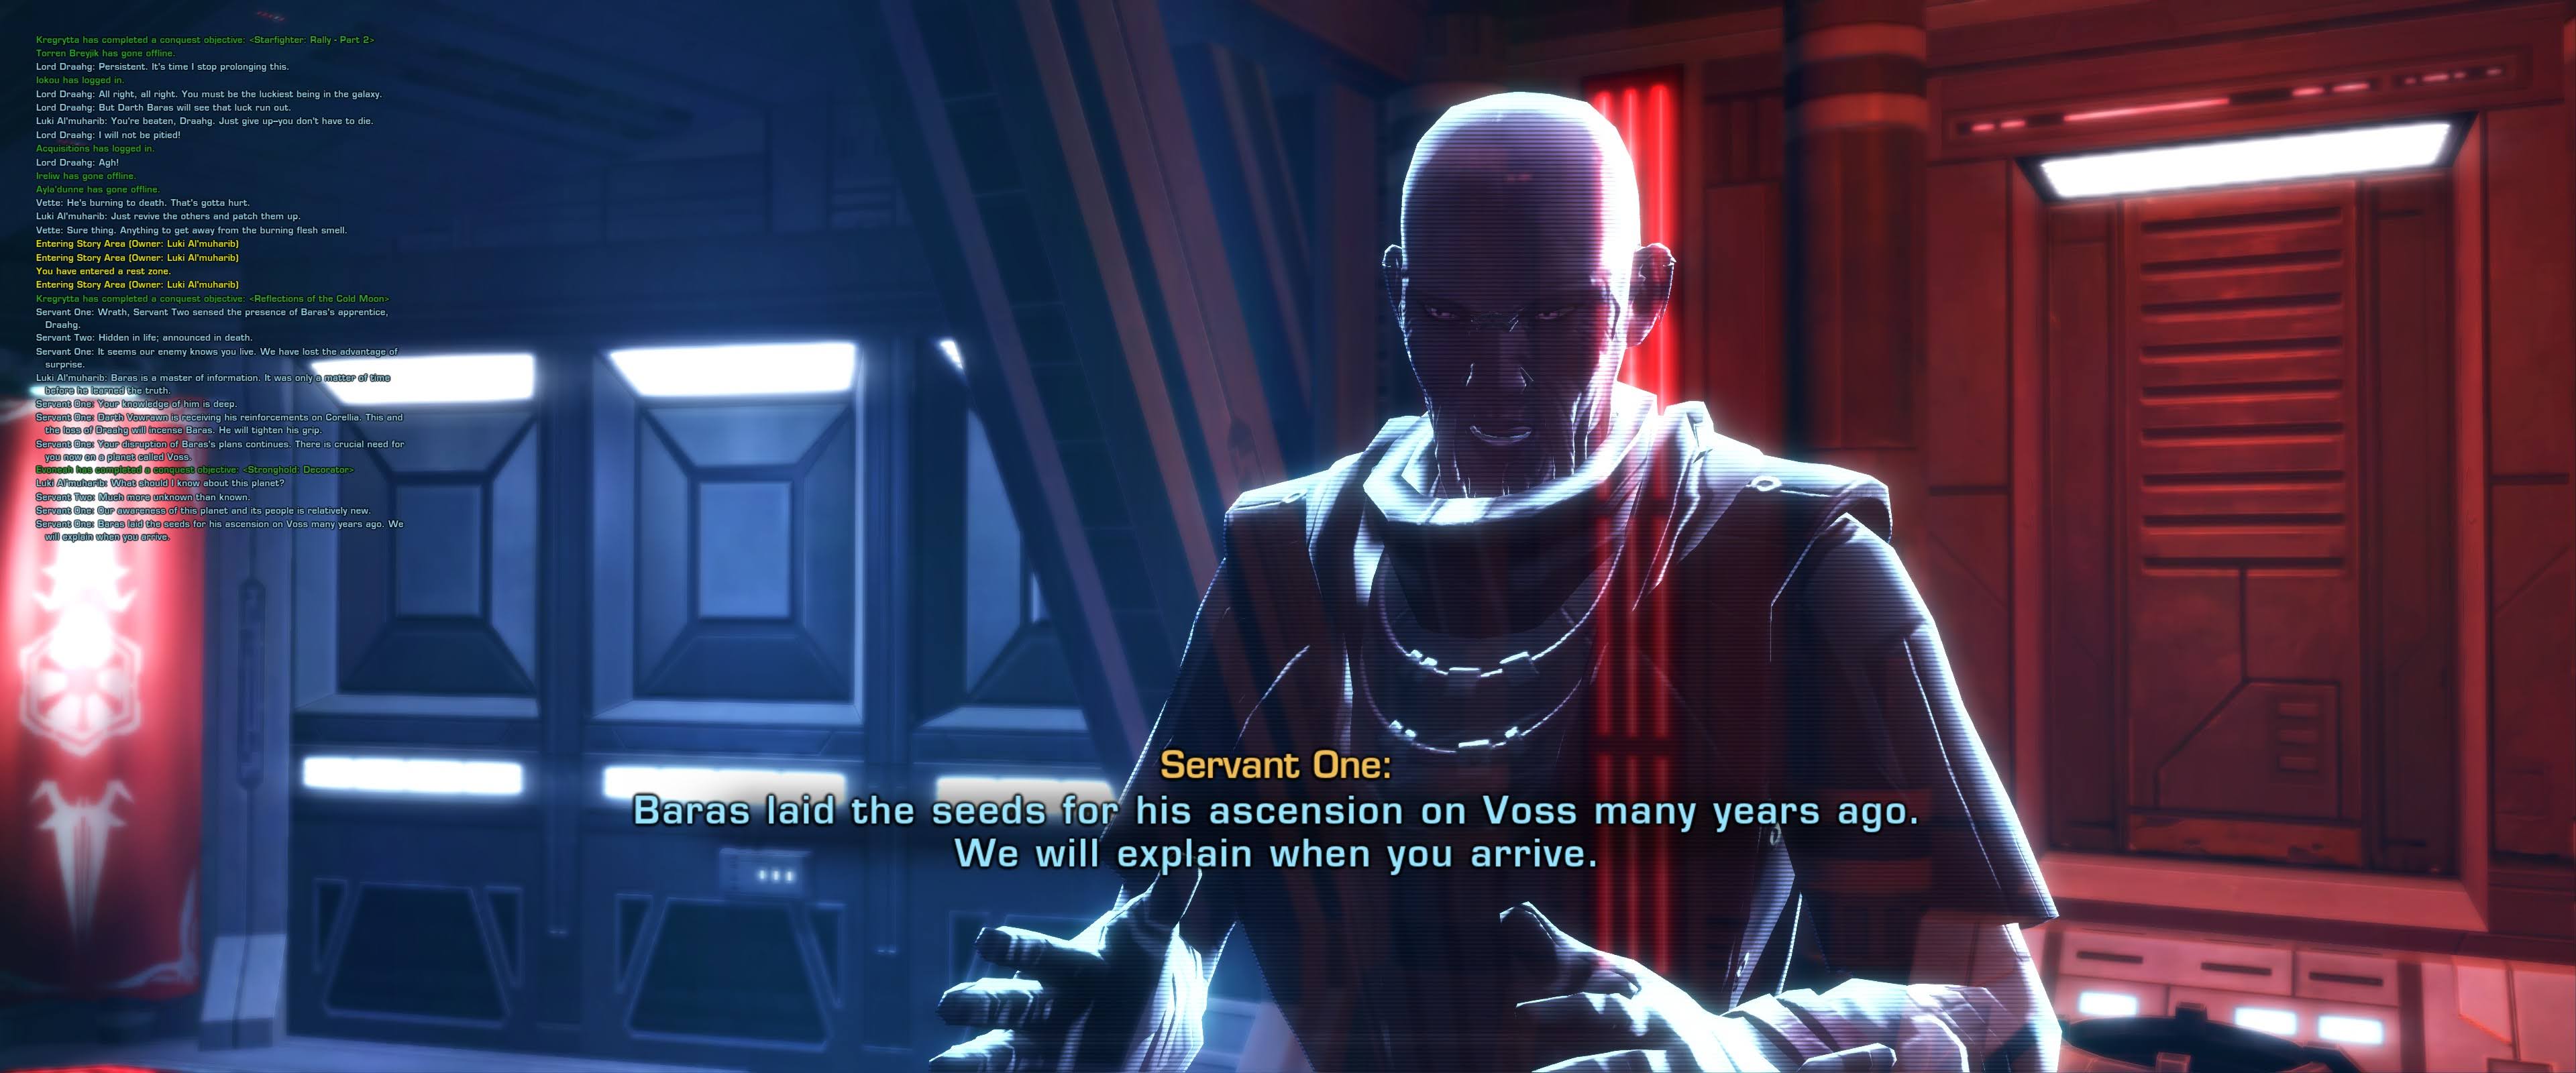 Kregrytta has completed a conquest objective: <Starfighter: Rally - Part 2>
Torren Breyjik has gone offline.
Lord Draahg: Persistent. It's time I stop prolonging this.
Iokou has logged in.
Lord Draahg: All right, all right. You must be the luckiest being in the galaxy.
Lord Draahg: But Darth Baras will see that luck run out.
Luki Al'muharib: You're beaten, Draahg. Just give up–you don't have to die.
Lord Draahg: I will not be pitied!
Acquisitions has logged in.
Lord Draahg: Agh!
Ireliw has gone offline.
Ayla'dunne has gone offline.
Vette: He's burning to death. That's gotta hurt.
Luki Al'muharib: Just revive the others and patch them up.
Vette: Sure thing. Anything to get away from the burning flesh smell.
Entering Story Area (Owner: Luki Al'muharib)
Entering Story Area (Owner: Luki Al'muharib)
You have entered a rest zone.
Entering Story Area (Owner: Luki Al'muharib)
Kregrytta has completed a conquest objective: <Reflections of the Cold Moon>
Servant One: Wrath, Servant Two sensed the presence of Baras's apprentice,
Draahg.
Servant Two: Hidden in life; announced in death.
Servant One: It seems our enemy knows you live. We have lost the advantage of
surprise.
Luki Al'muharib: Baras is a master of information. It was only a matter of time
before he learned the truth.
Servant One: Your knowledge of him is deep.
Servant One: Darth Vowrawn is receiving his reinforcements on Corellia. This and
the loss of Draahg will incense Baras. He will tighten his grip.
Servant One: Your disruption of Baras's plans continues. There is crucial need for
you now on a planet called Voss.
has completed a conquest objective: <Stronghold: Decorator>
Luki Al'muharib: What should I know about this planet?
Servant Two: Much more unknown than known.
Servant One: Our awareness of this planet and its people is relatively new.
Servant One: Baras laid the seeds for his ascension on Voss many years ago. We
will explain when you arrive.
Servant One:
Baras laid the seeds for his ascension on Voss many years ago.
We will explain when you arrive.